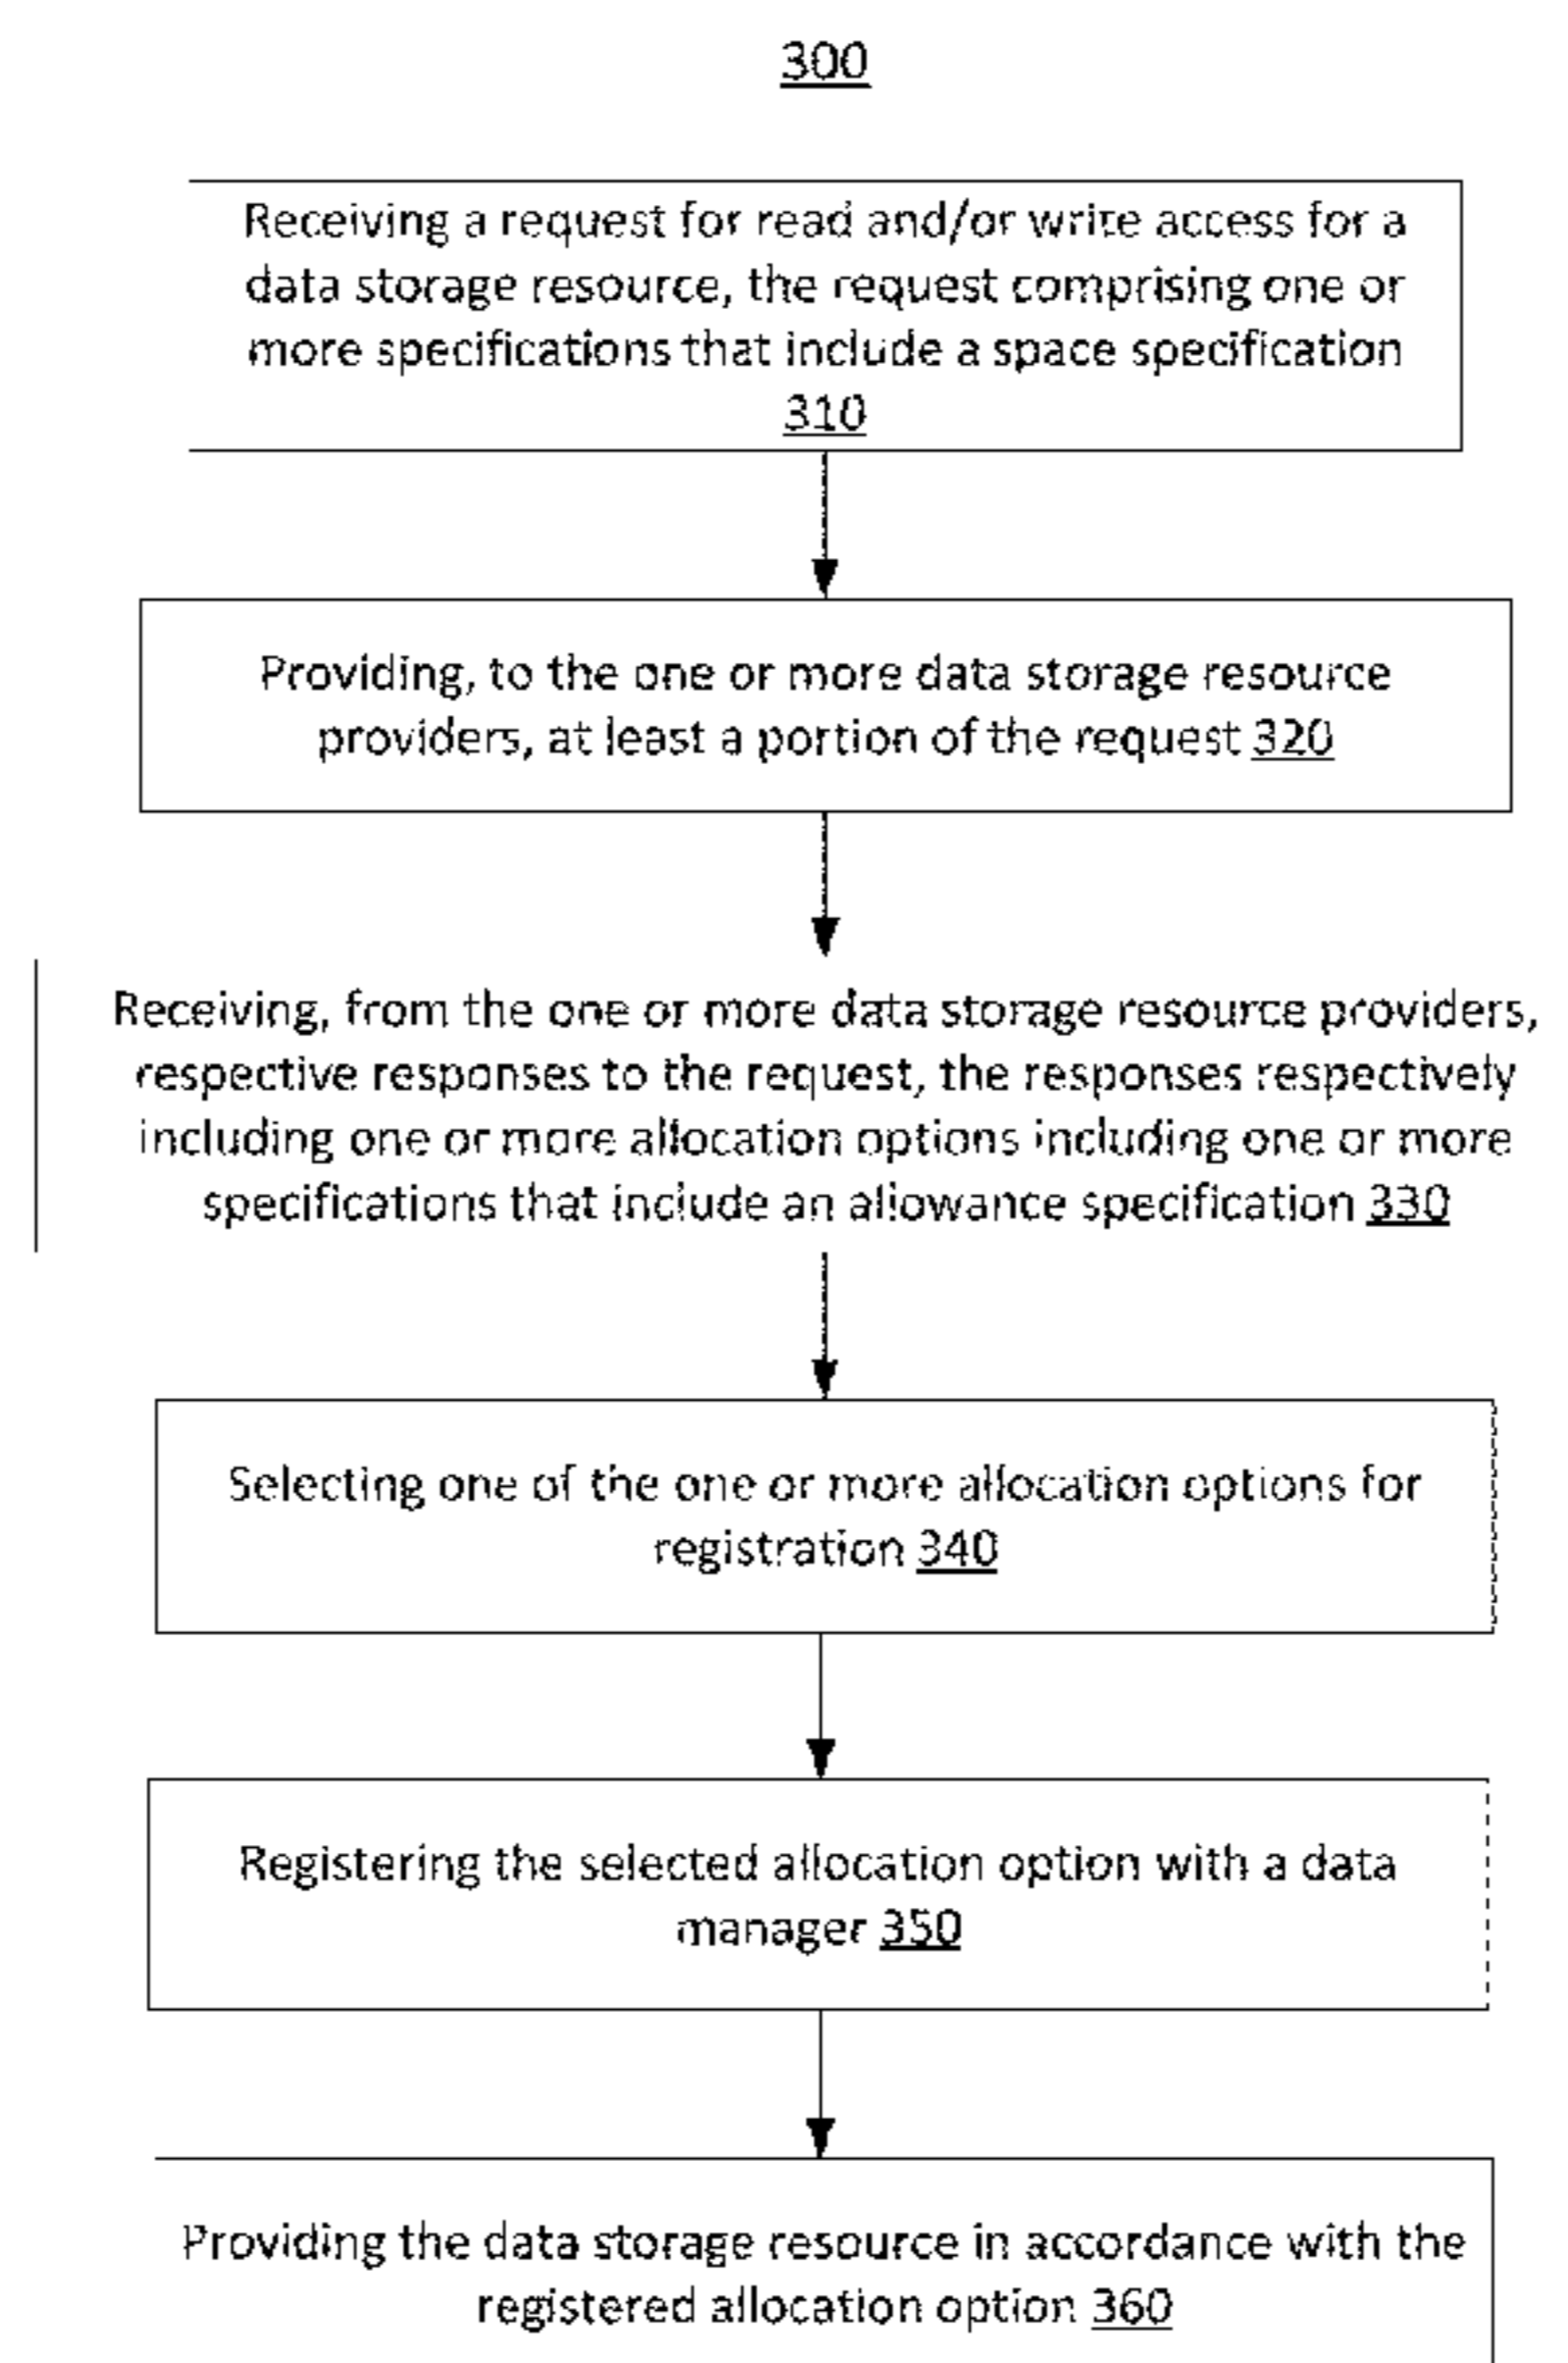 300
Receiving a request for read and/or write access for a
data storage resource, the request comprising one or
more specifications that include a space specification
310
Providing, to the one or more data storage resource
providers, at least a portion of the request 320
Receiving, from the one or more data storage resource providers,
respective responses to the request, the responses respectively
including one or more allocation options including one or more
specifications that include an allowance specification 330
Selecting one of the one or more allocation options for
registration 340
Registering the selected allocation option with a data
manager 350
Providing the data storage resource in accordance with the
registered allocation option 360